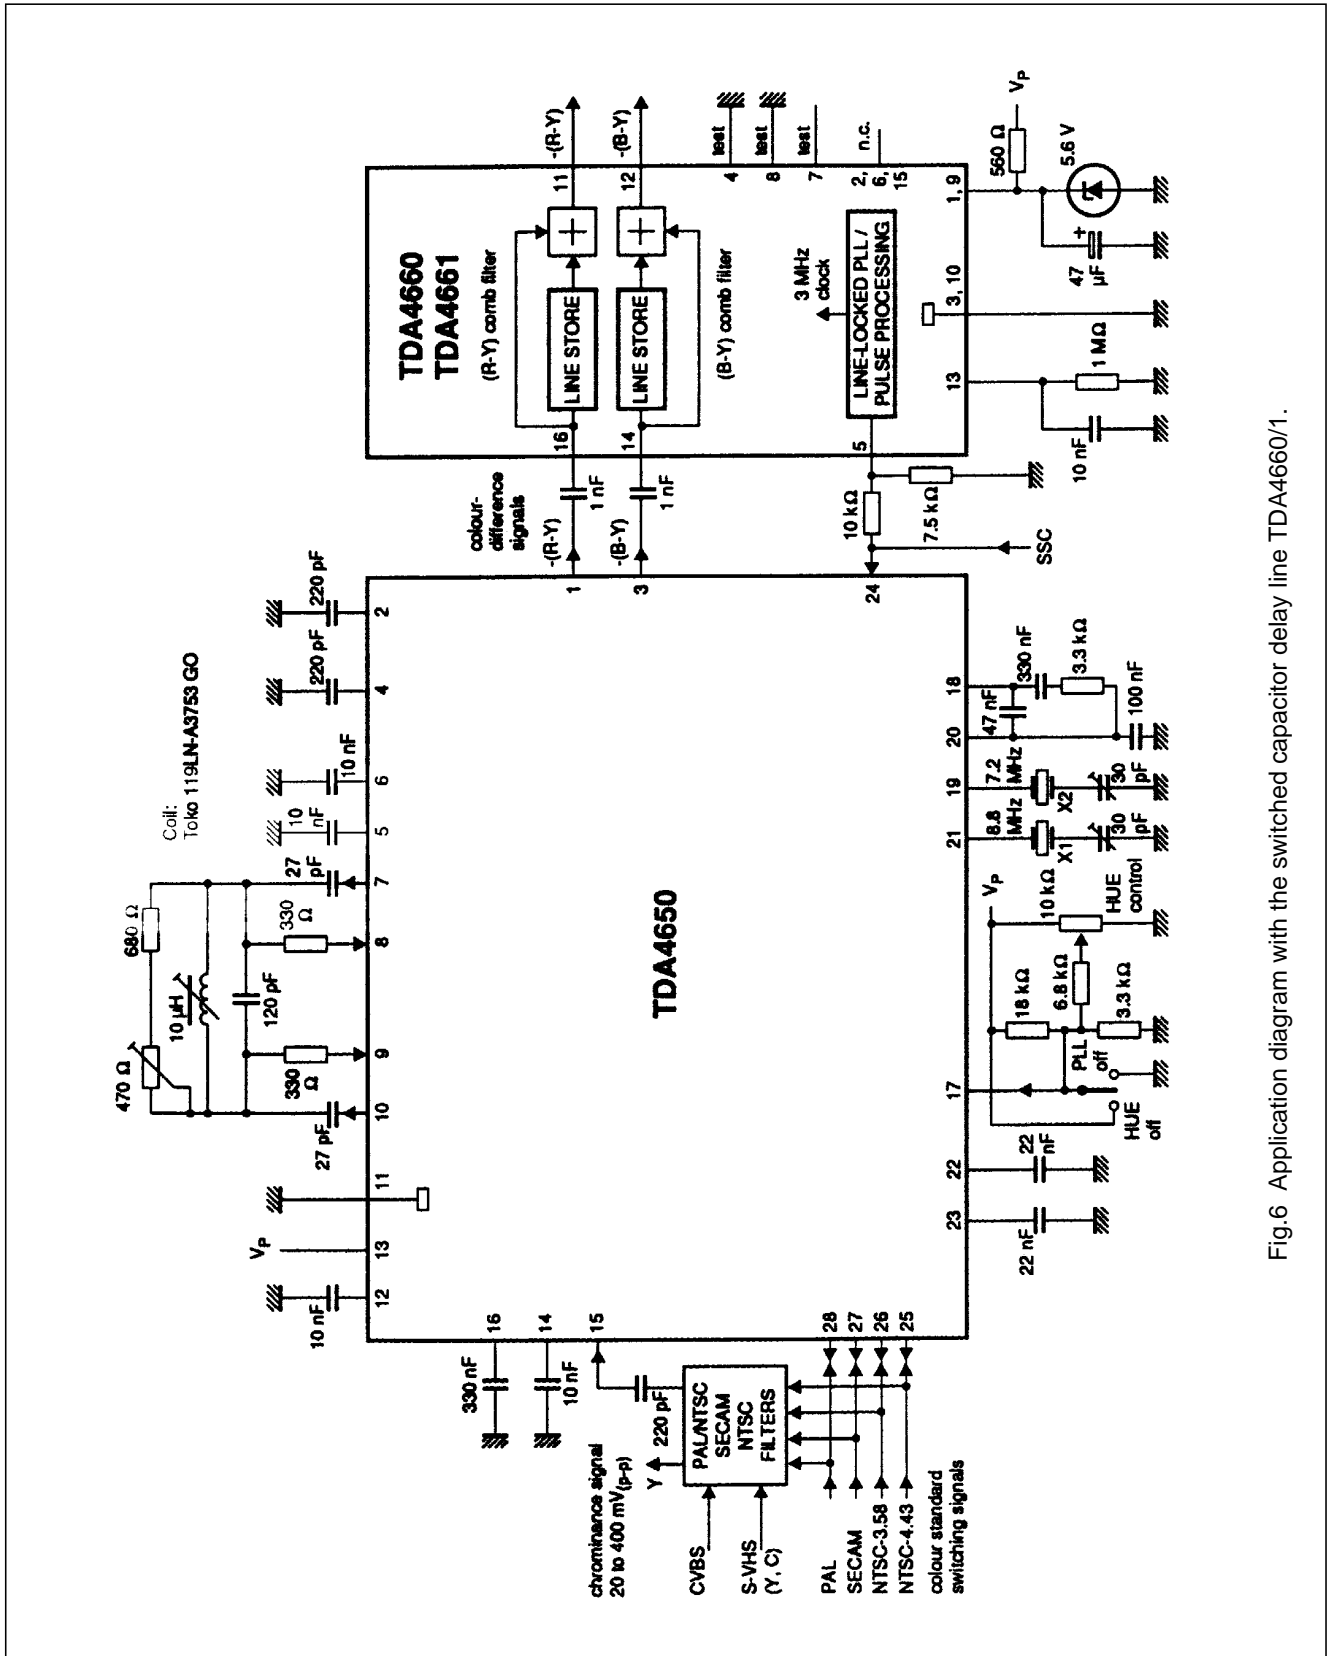 TDA4660
TDA4661
(R-Y) comb filter
LINE STORE
+
11
-(R-Y)
LINE STORE
+
12
-(B-Y)
(B-Y) comb filter
16
14
3 MHz
clock
LINE-LOCKED PLL /
PULSE PROCESSING
5
4
test
8
test
7
test
2,
6,
15
n.c.
1, 9
560 Ω
VP
5.6 V
47
µF
+
3, 10
13
1 MΩ
10 nF
colour-
difference
signals
-(R-Y)
1 nF
-(B-Y)
1 nF
10 kΩ
7.5 kΩ
SSC
Coil:
Toko 119LN-A3753 GO
220 pF
2
220 pF
4
10 nF
6
10
nF
5
27
pF
7
680 Ω
330
Ω
8
10 µH
120 pF
470 Ω
330
Ω
9
27 pF
10
11
VP
13
10 nF
12
TDA4650
1
3
24
18
330 nF
3.3 kΩ
47 nF
20
100 nF
19
7.2
MHz
X2
30
pF
21
8.8
MHz
X1
30
pF
VP
10 kΩ
HUE
control
18 kΩ
6.8 kΩ
3.3 kΩ
17
PLL
off
HUE
off
22
22
nF
23
22 nF
16
330 nF
14
10 nF
15
220 pF
chrominance signal
20 to 400 mV(p-p)
Y
PAL/NTSC
SECAM
NTSC
FILTERS
CVBS
S-VHS
(Y, C)
28
27
26
25
PAL
SECAM
NTSC-3.58
NTSC-4.43
colour standard
switching signals
Fig.6 Application diagram with the switched capacitor delay line TDA4660/1.